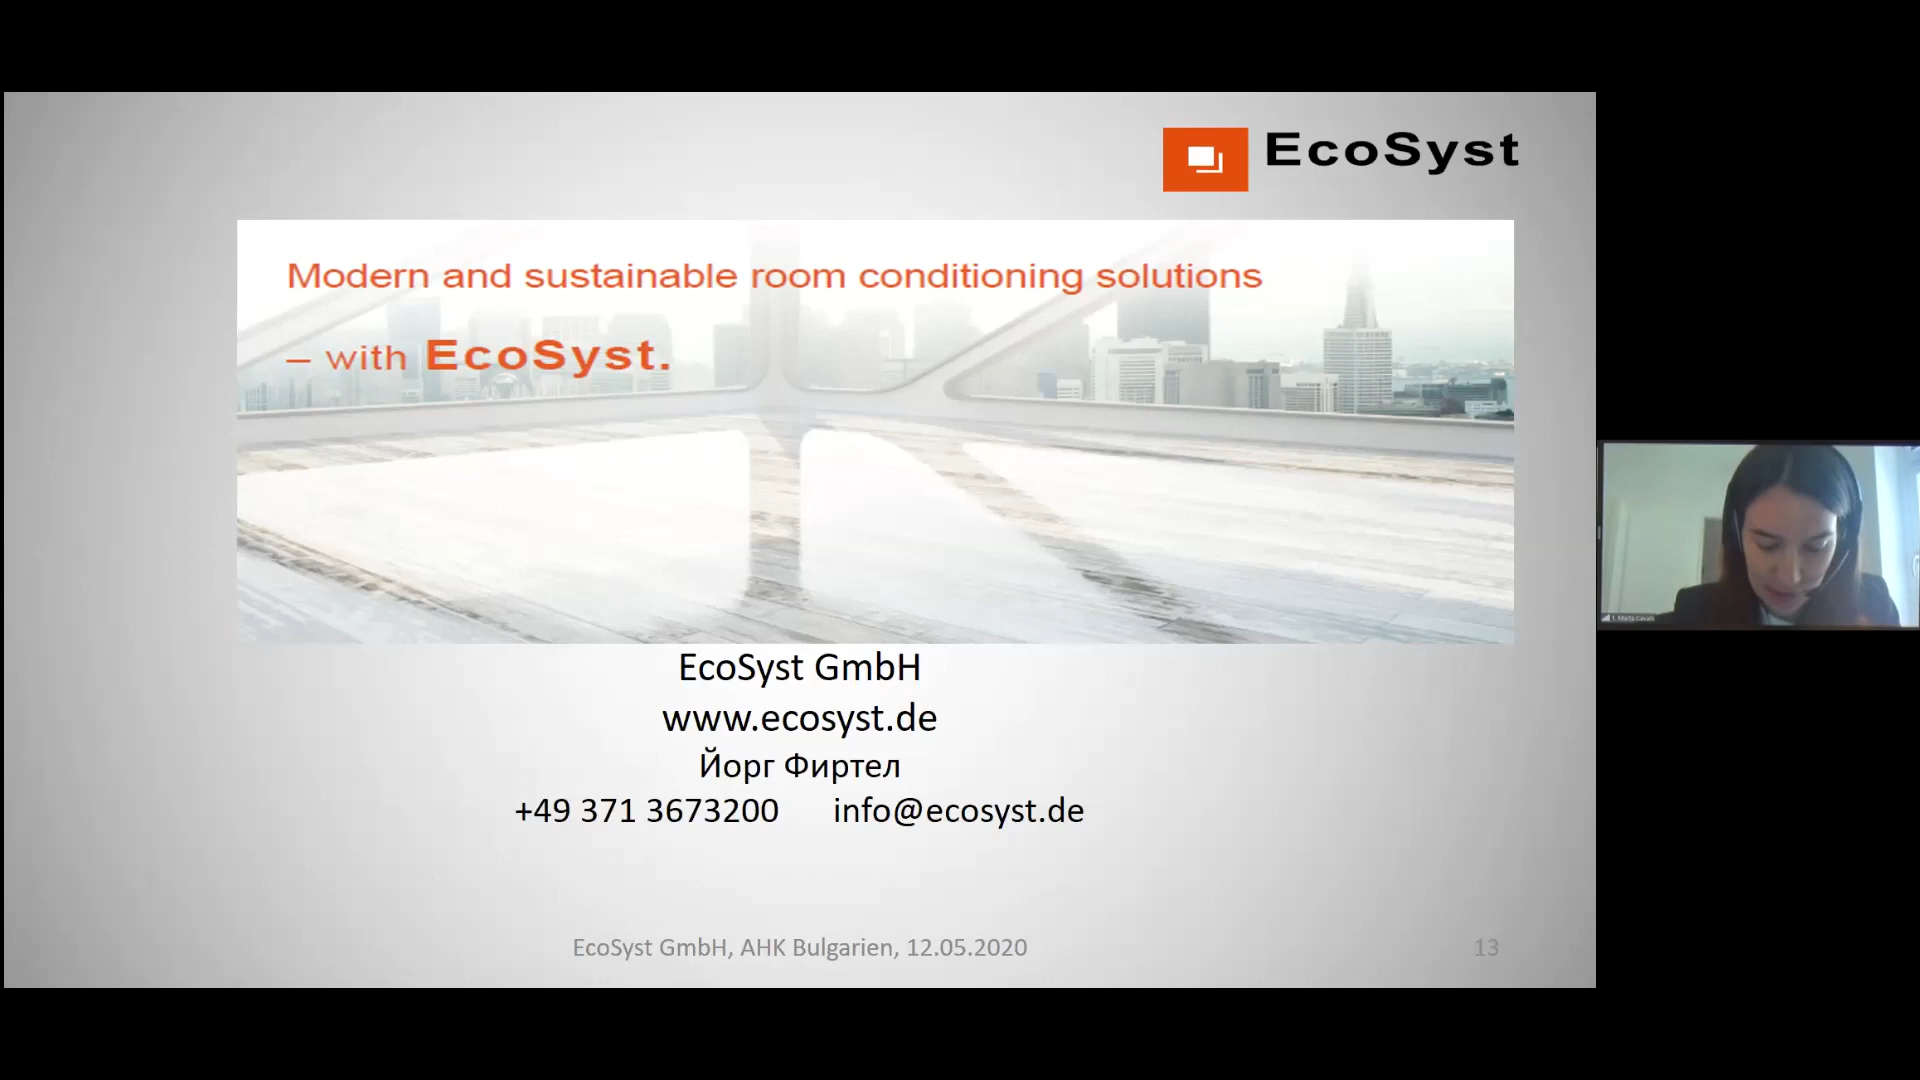 EcoSyst
Modern and sustainable room conditioning solutions
– with EcoSyst.
EcoSyst GmbH
www.ecosyst.de
Йорг Фиртел
+49 371 3673200 info@ecosyst.de
EcoSyst GmbH, AHK Bulgarien, 12.05.2020
13